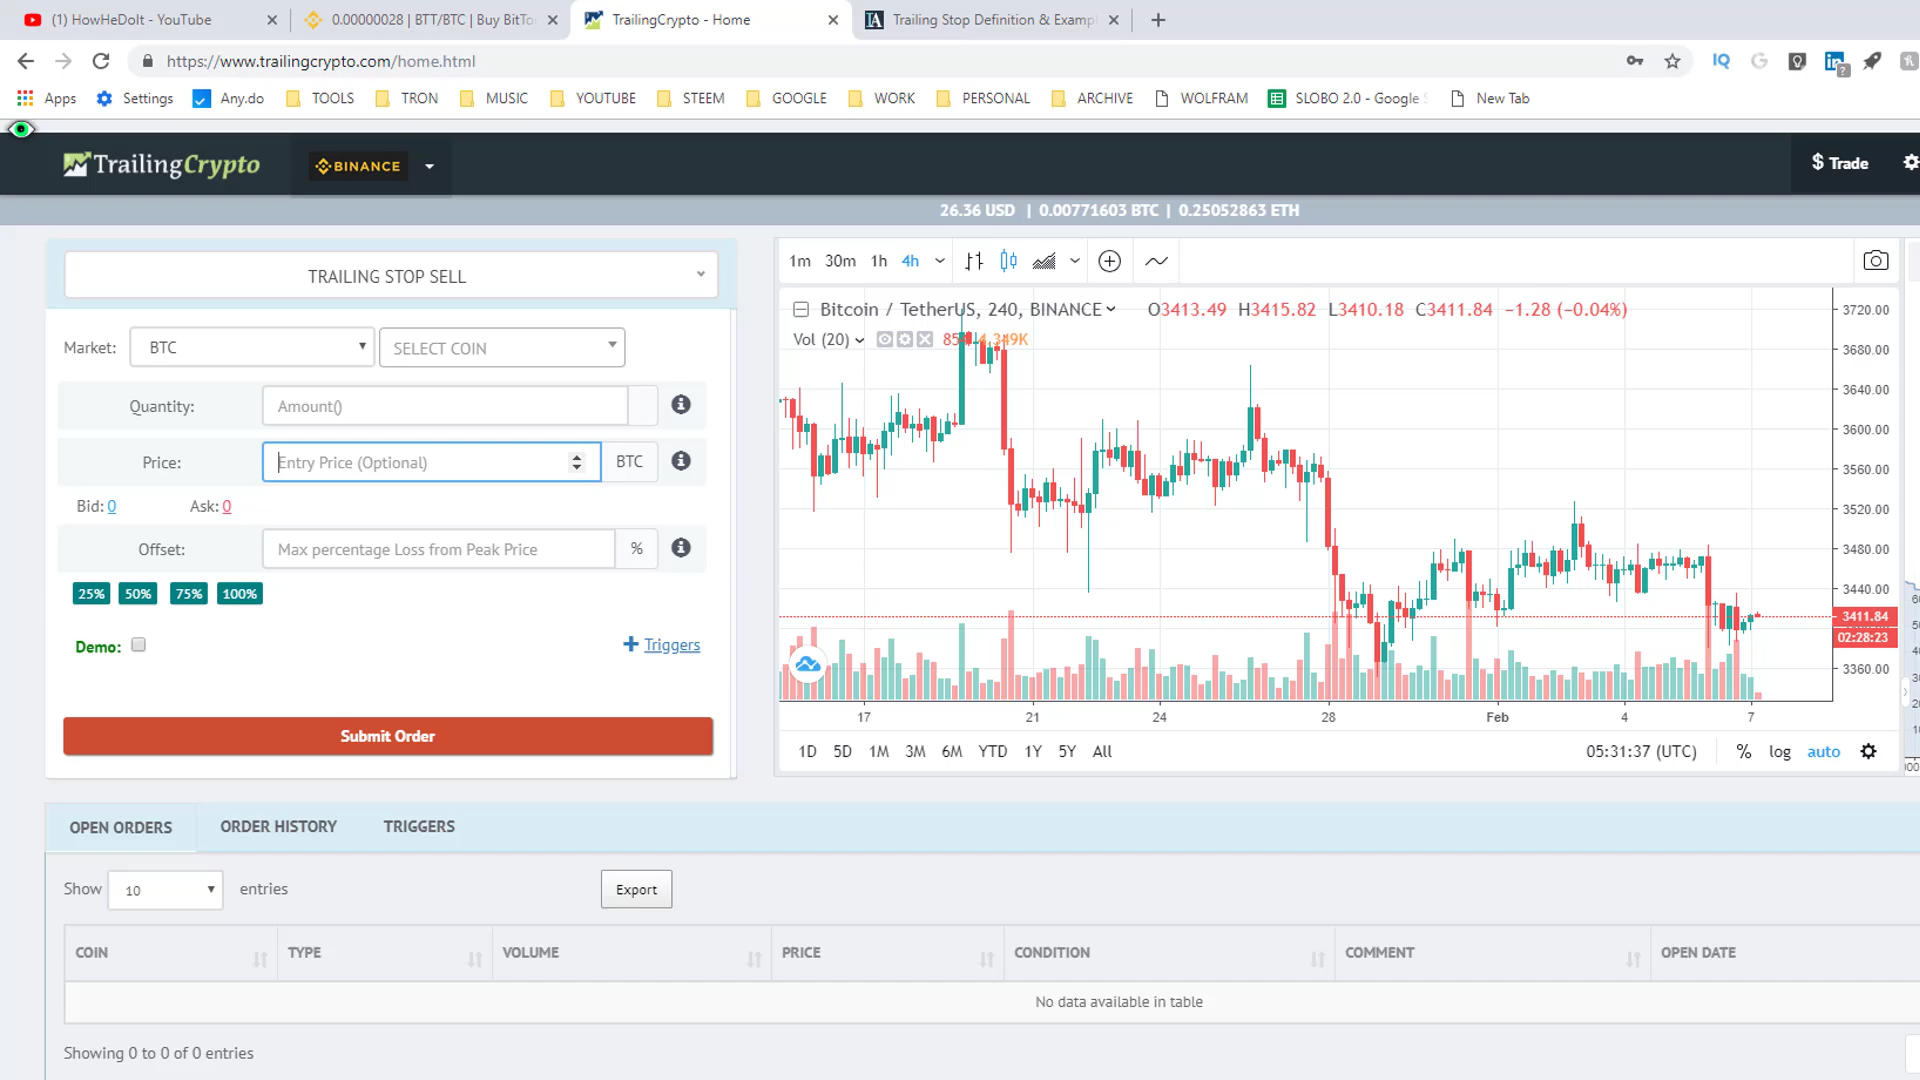 (1) HowHeDoIt - YouTube
0.00000028 | BTT/BTC | Buy BitTo
TrailingCrypto - Home
Trailing Stop Definition & Examp
https://www.trailingcrypto.com/home.html
Apps Settings Any.do TOOLS TRON MUSIC YOUTUBE STEEM GOOGLE WORK PERSONAL ARCHIVE WOLFRAM SLOBO 2.0 - Google S New Tab
TrailingCrypto BINANCE $ Trade
26.36 USD | 0.00771603 BTC | 0.25052863 ETH
TRAILING STOP SELL
Market: BTC SELECT COIN
Quantity: Amount()
Price: Entry Price (Optional) BTC
Bid: 0 Ask: 0
Offset: Max percentage Loss from Peak Price %
25% 50% 75% 100%
Demo: + Triggers
Submit Order
1m 30m 1h 4h
Bitcoin / TetherUS, 240, BINANCE O3413.49 H3415.82 L3410.18 C3411.84 −1.28 (−0.04%)
Vol (20) 4.349K
3720.00
3680.00
3640.00
3600.00
3560.00
3520.00
3480.00
3440.00
3411.84
02:28:23
3360.00
17 21 24 28 Feb 4 7
1D 5D 1M 3M 6M YTD 1Y 5Y All 05:31:37 (UTC) % log auto
OPEN ORDERS ORDER HISTORY TRIGGERS
Show 10 entries Export
COIN TYPE VOLUME PRICE CONDITION COMMENT OPEN DATE
No data available in table
Showing 0 to 0 of 0 entries